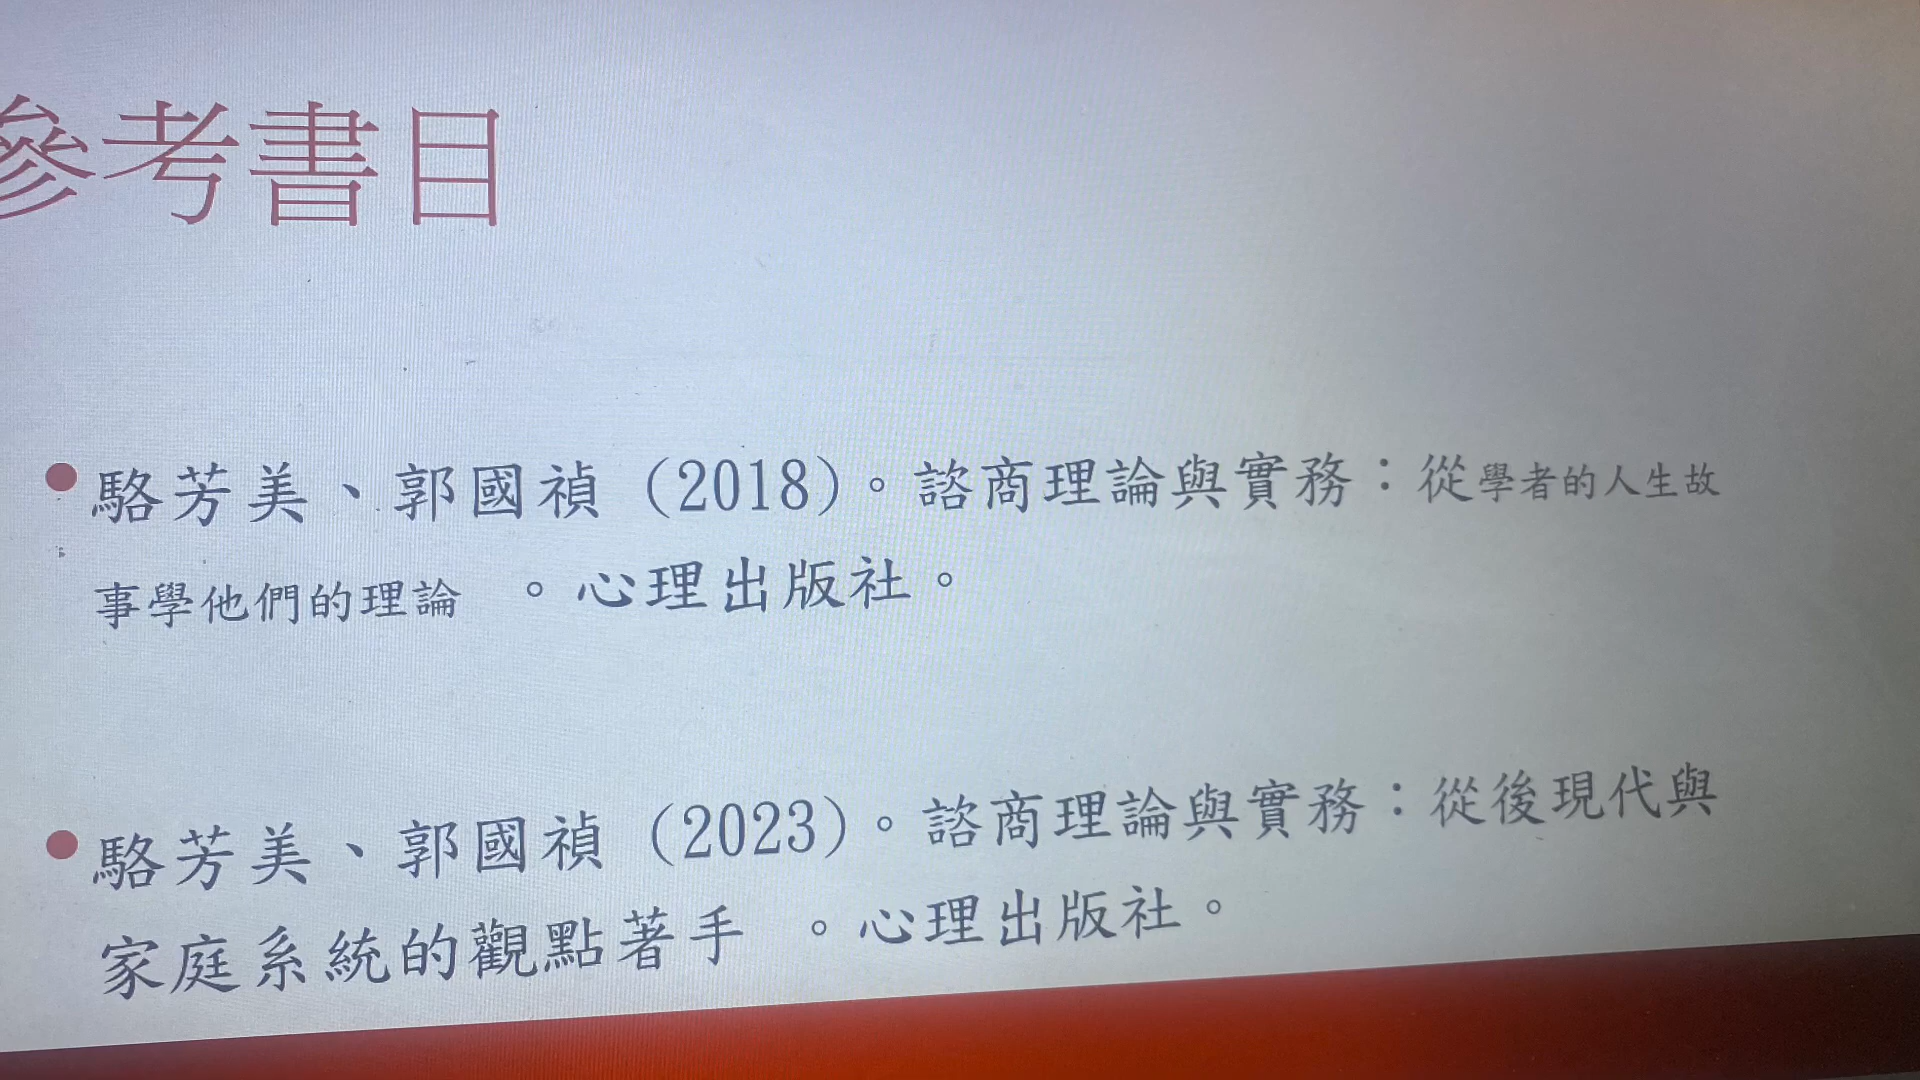 參考書目
駱芳美、郭國禎（2018）。諮商理論與實務：從學者的人生故
事學他們的理論 。心理出版社。
駱芳美、郭國禎（2023）。諮商理論與實務：從後現代與
家庭系統的觀點著手 。心理出版社。